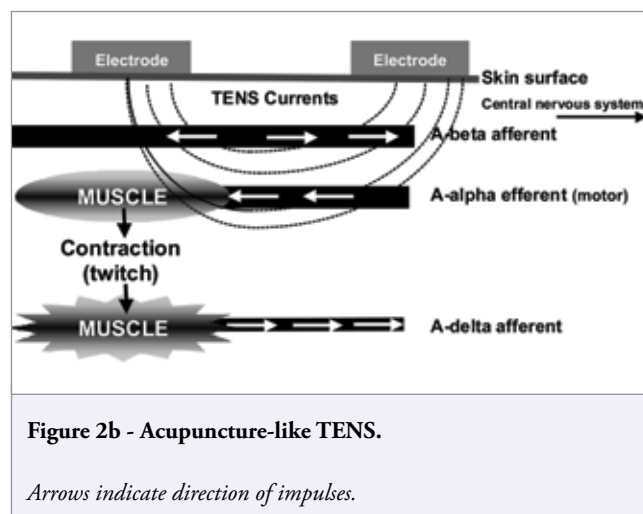 Electrode
Electrode
Skin surface
TENS Currents
Central nervous system
A-beta afferent
MUSCLE
A-alpha efferent (motor)
Contraction
(twitch)
MUSCLE
A-delta afferent
Figure 2b - Acupuncture-like TENS.
Arrows indicate direction of impulses.